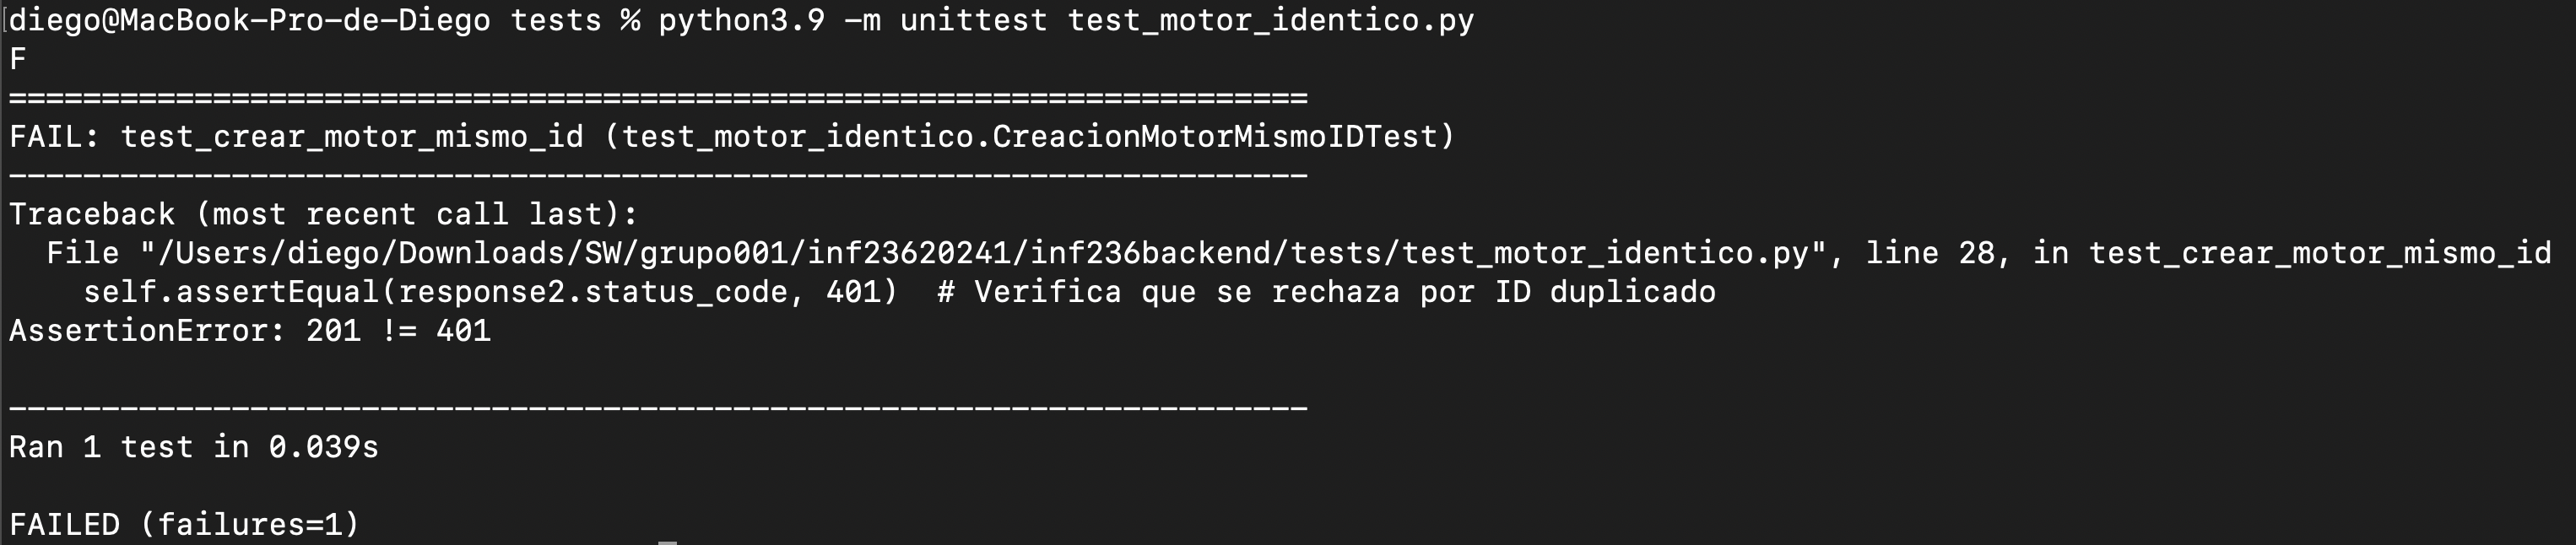 diego@MacBook-Pro-de-Diego tests % python3.9 -m unittest test_motor_identico.py
F
======================================================================
FAIL: test_crear_motor_mismo_id (test_motor_identico.CreacionMotorMismoIDTest)
----------------------------------------------------------------------
Traceback (most recent call last):
  File "/Users/diego/Downloads/SW/grupo001/inf23620241/inf236backend/tests/test_motor_identico.py", line 28, in test_crear_motor_mismo_id
    self.assertEqual(response2.status_code, 401)  # Verifica que se rechaza por ID duplicado
AssertionError: 201 != 401
----------------------------------------------------------------------
Ran 1 test in 0.039s
FAILED (failures=1)